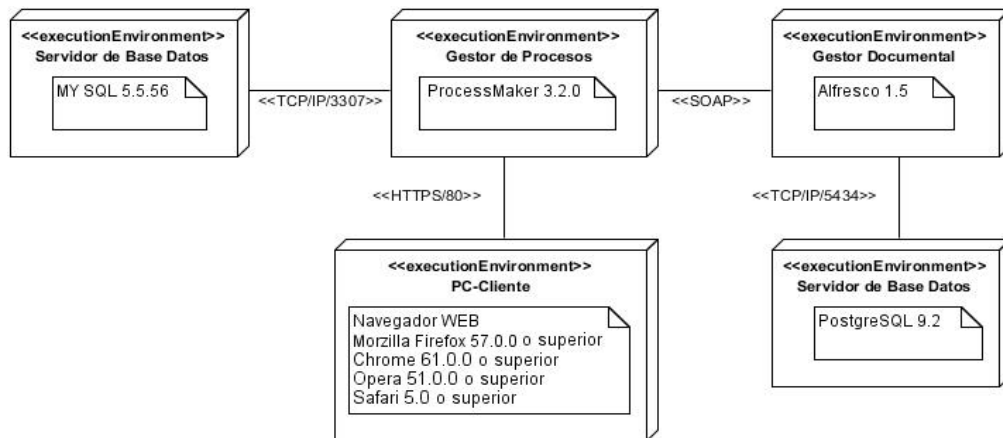 <<executionEnvironment>>
Servidor de Base Datos
MY SQL 5.5.56
<<TCP/IP/3307>>
<<executionEnvironment>>
Gestor de Procesos
ProcessMaker 3.2.0
<<SOAP>>
<<executionEnvironment>>
Gestor Documental
Alfresco 1.5
<<HTTPS/80>>
<<TCP/IP/5434>>
<<executionEnvironment>>
PC-Cliente
Navegador WEB
Morzilla Firefox 57.0.0 o superior
Chrome 61.0.0 o superior
Opera 51.0.0 o superior
Safari 5.0 o superior
<<executionEnvironment>>
Servidor de Base Datos
PostgreSQL 9.2